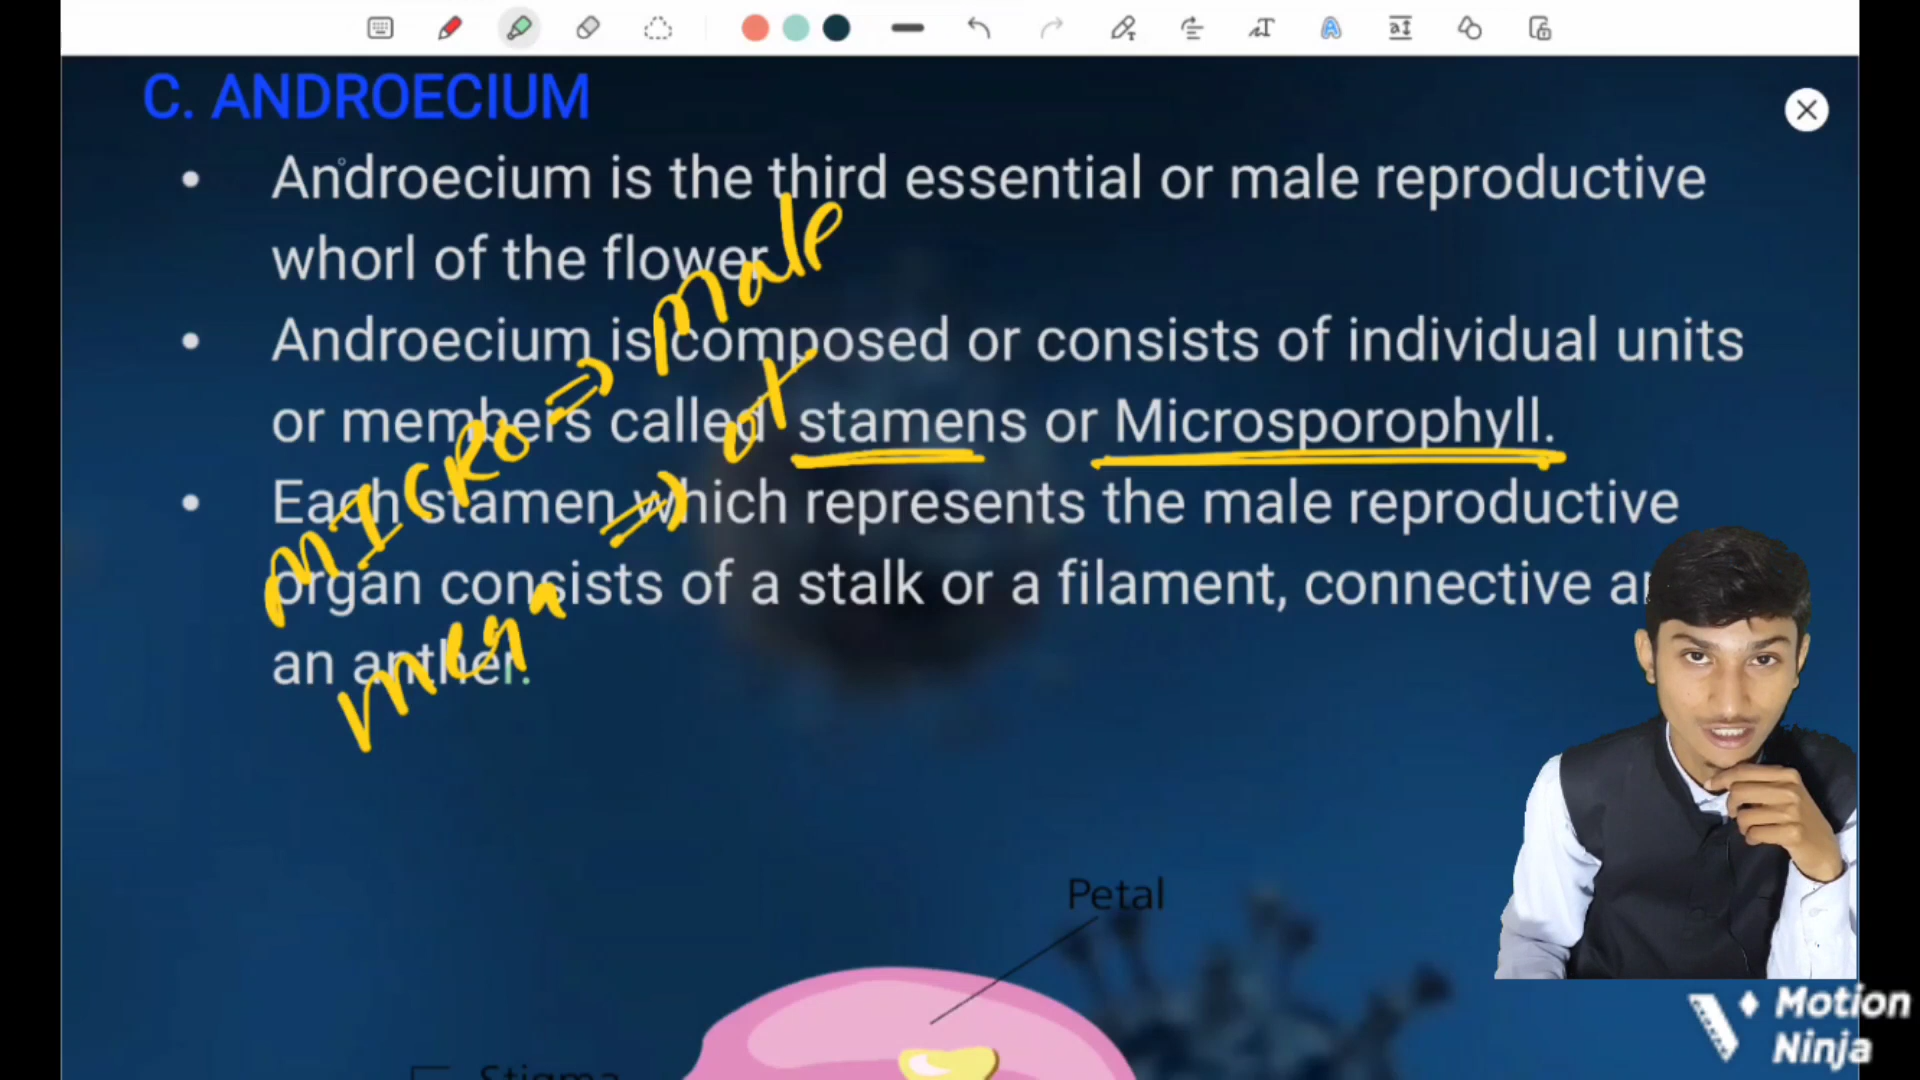 C. ANDROECIUM
• Androecium is the third essential or male reproductive
whorl of the flower
• Androecium is composed or consists of individual units
or members called stamens or Microsporophyll.
• Each stamen which represents the male reproductive
organ consists of a stalk or a filament, connective
an anther.
MICRO ⇒ male
mega ⇒
Petal
Stigma
Motion
Ninja